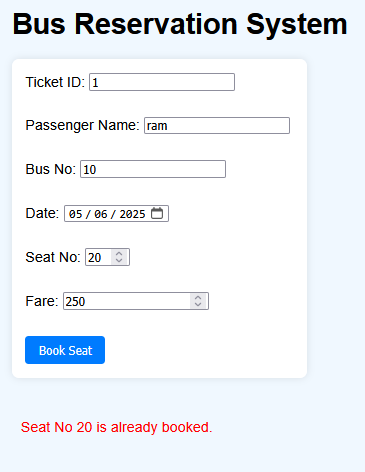 Bus Reservation System
Ticket ID: 1
Passenger Name: ram
Bus No: 10
Date: 05/06/2025
Seat No: 20
Fare: 250
Book Seat
Seat No 20 is already booked.